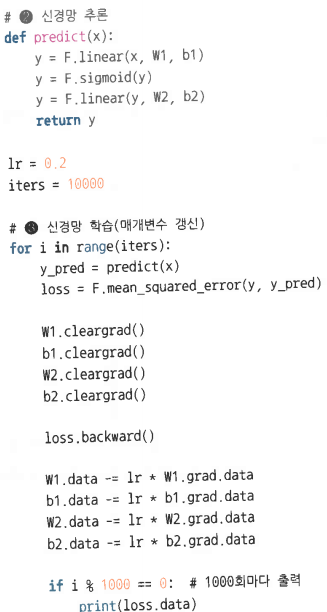 # ❷ 신경망 추론
def predict(x):
    y = F.linear(x, W1, b1)
    y = F.sigmoid(y)
    y = F.linear(y, W2, b2)
    return y

lr = 0.2
iters = 10000

# ❸ 신경망 학습(매개변수 갱신)
for i in range(iters):
    y_pred = predict(x)
    loss = F.mean_squared_error(y, y_pred)

    W1.cleargrad()
    b1.cleargrad()
    W2.cleargrad()
    b2.cleargrad()

    loss.backward()

    W1.data -= lr * W1.grad.data
    b1.data -= lr * b1.grad.data
    W2.data -= lr * W2.grad.data
    b2.data -= lr * b2.grad.data

    if i % 1000 == 0:  # 1000회마다 출력
        print(loss.data)